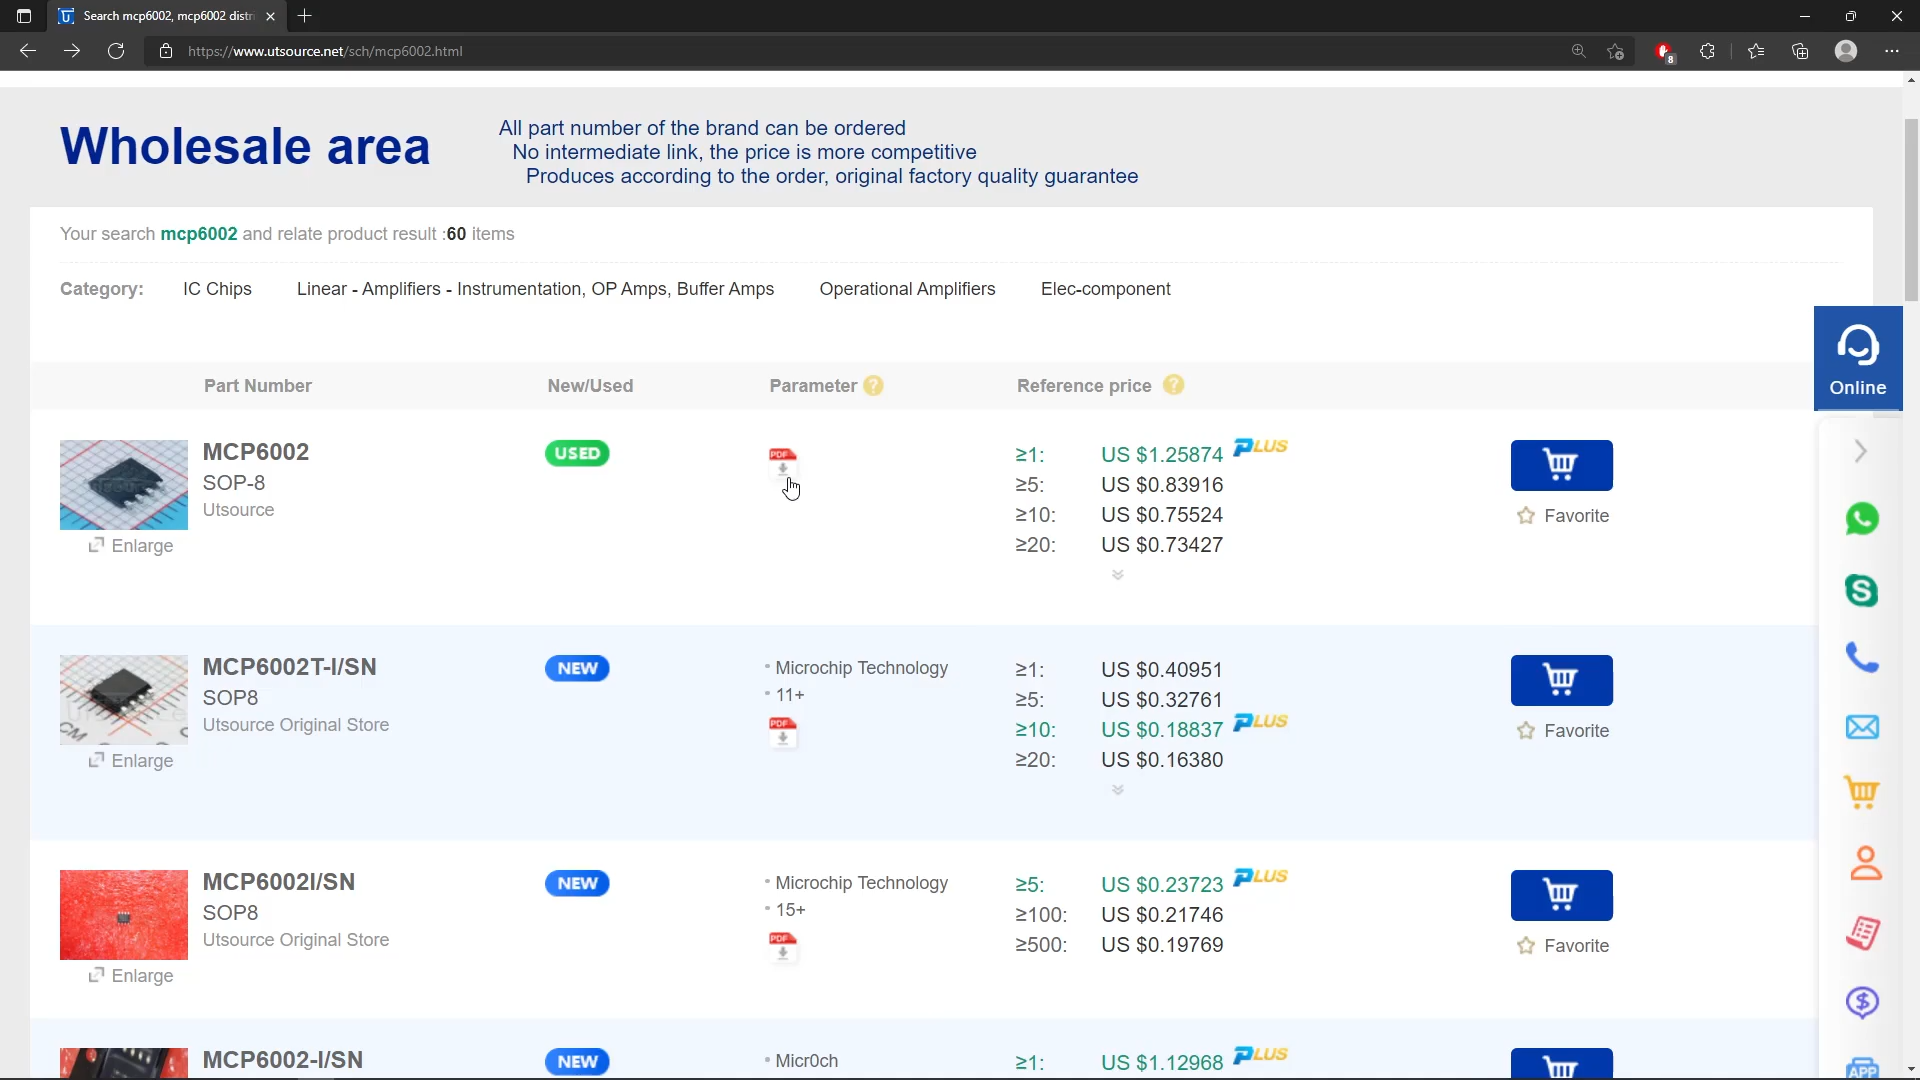 Search mcp6002, mcp6002 distri
https://www.utsource.net/sch/mcp6002.html
8
Wholesale area
All part number of the brand can be ordered
No intermediate link, the price is more competitive
Produces according to the order, original factory quality guarantee
Your search mcp6002 and relate product result :60 items
Category: IC Chips Linear - Amplifiers - Instrumentation, OP Amps, Buffer Amps Operational Amplifiers Elec-component
Online
Part Number New/Used Parameter ? Reference price ?
MCP6002
SOP-8
Utsource
Enlarge
USED
PDF
≥1: US $1.25874 PLUS
≥5: US $0.83916
≥10: US $0.75524
≥20: US $0.73427
Favorite
MCP6002T-I/SN
SOP8
Utsource Original Store
Enlarge
NEW
• Microchip Technology
• 11+
PDF
≥1: US $0.40951
≥5: US $0.32761
≥10: US $0.18837 PLUS
≥20: US $0.16380
Favorite
MCP6002I/SN
SOP8
Utsource Original Store
Enlarge
NEW
• Microchip Technology
• 15+
PDF
≥5: US $0.23723 PLUS
≥100: US $0.21746
≥500: US $0.19769
Favorite
MCP6002-I/SN
NEW
• Micr0ch
≥1: US $1.12968 PLUS
APP